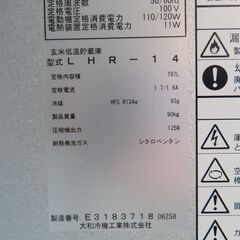 定格周波数 50/60Hz
定格電圧 100V
電動機定格消費電力 110/120W
電熱装置定格消費電力 11W
玄米低温貯蔵庫
型式 LHR-14
定格内容積 797L
定格電流 1.7/1.6A
冷媒 HFC R134a 93g
製品質量 90kg
圧縮機出力 125W
断熱発泡ガス シクロペンタン
製造番号 E3183718 06258
大和冷機工業株式会社
漏